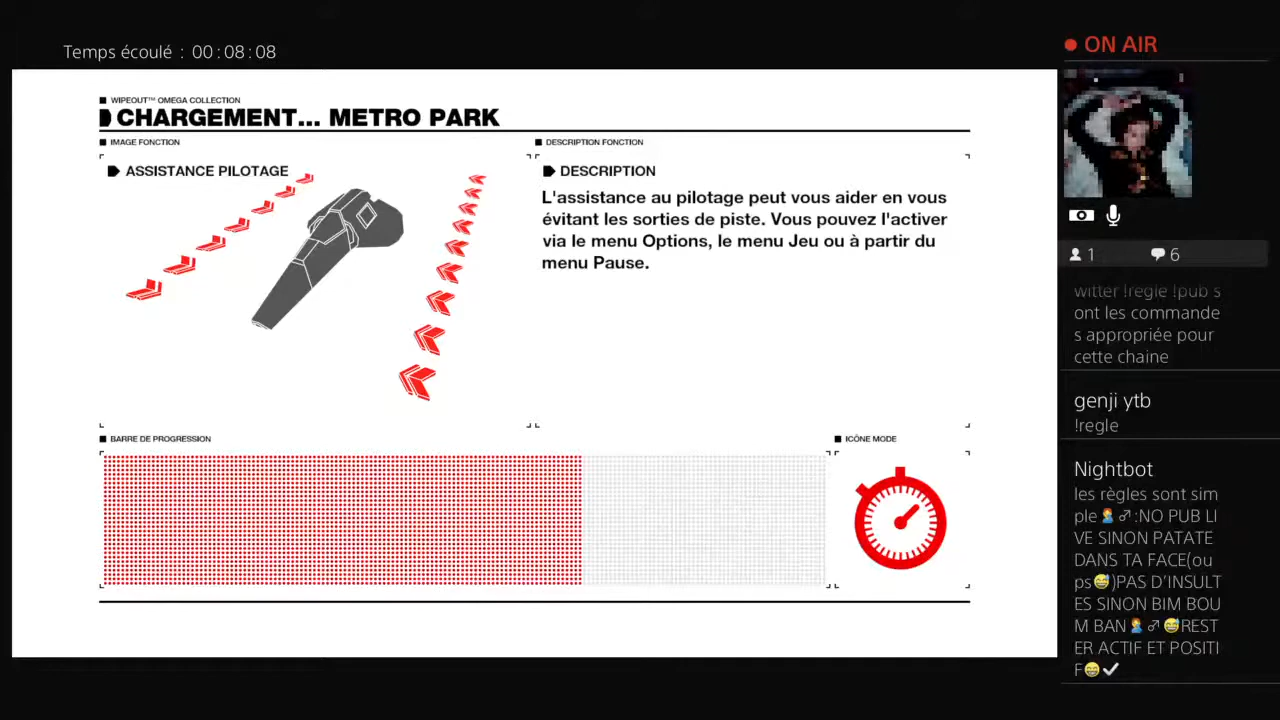 Temps écoulé : 00:08:08
ON AIR
WIPEOUT™ OMEGA COLLECTION
CHARGEMENT... METRO PARK
IMAGE FONCTION
DESCRIPTION FONCTION
ASSISTANCE PILOTAGE
DESCRIPTION
L'assistance au pilotage peut vous aider en vous
évitant les sorties de piste. Vous pouvez l'activer
via le menu Options, le menu Jeu ou à partir du
menu Pause.
BARRE DE PROGRESSION
ICÔNE MODE
1
6
witter !regle !pub s
ont les commande
s appropriée pour
cette chaine
genji ytb
!regle
Nightbot
les règles sont sim
ple🤦♂:NO PUB LI
VE SINON PATATE
DANS TA FACE(ou
ps😅)PAS D'INSULT
ES SINON BIM BOU
M BAN🤦♂😅REST
ER ACTIF ET POSITI
F😁✔